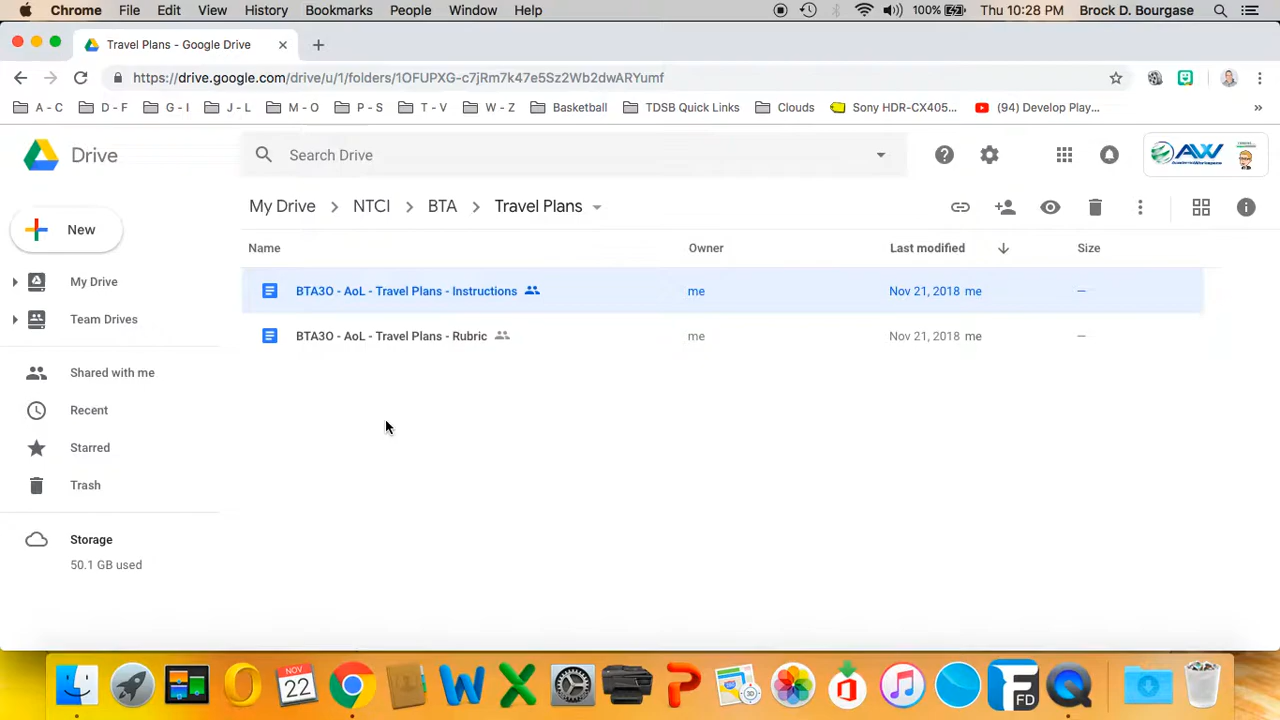 Chrome File Edit View History Bookmarks People Window Help 100% Thu 10:28 PM Brock D. Bourgase
Travel Plans - Google Drive
https://drive.google.com/drive/u/1/folders/1OFUPXG-c7jRm7k47e5Sz2Wb2dwARYumf
A - C D - F G - I J - L M - O P - S T - V W - Z Basketball TDSB Quick Links Clouds Sony HDR-CX405... (94) Develop Play... »
Drive Search Drive AW
New My Drive NTCI BTA Travel Plans
Name Owner Last modified Size
My Drive BTA3O - AoL - Travel Plans - Instructions me Nov 21, 2018 me —
Team Drives BTA3O - AoL - Travel Plans - Rubric me Nov 21, 2018 me —
Shared with me
Recent
Starred
Trash
Storage
50.1 GB used
NOV
22
FD